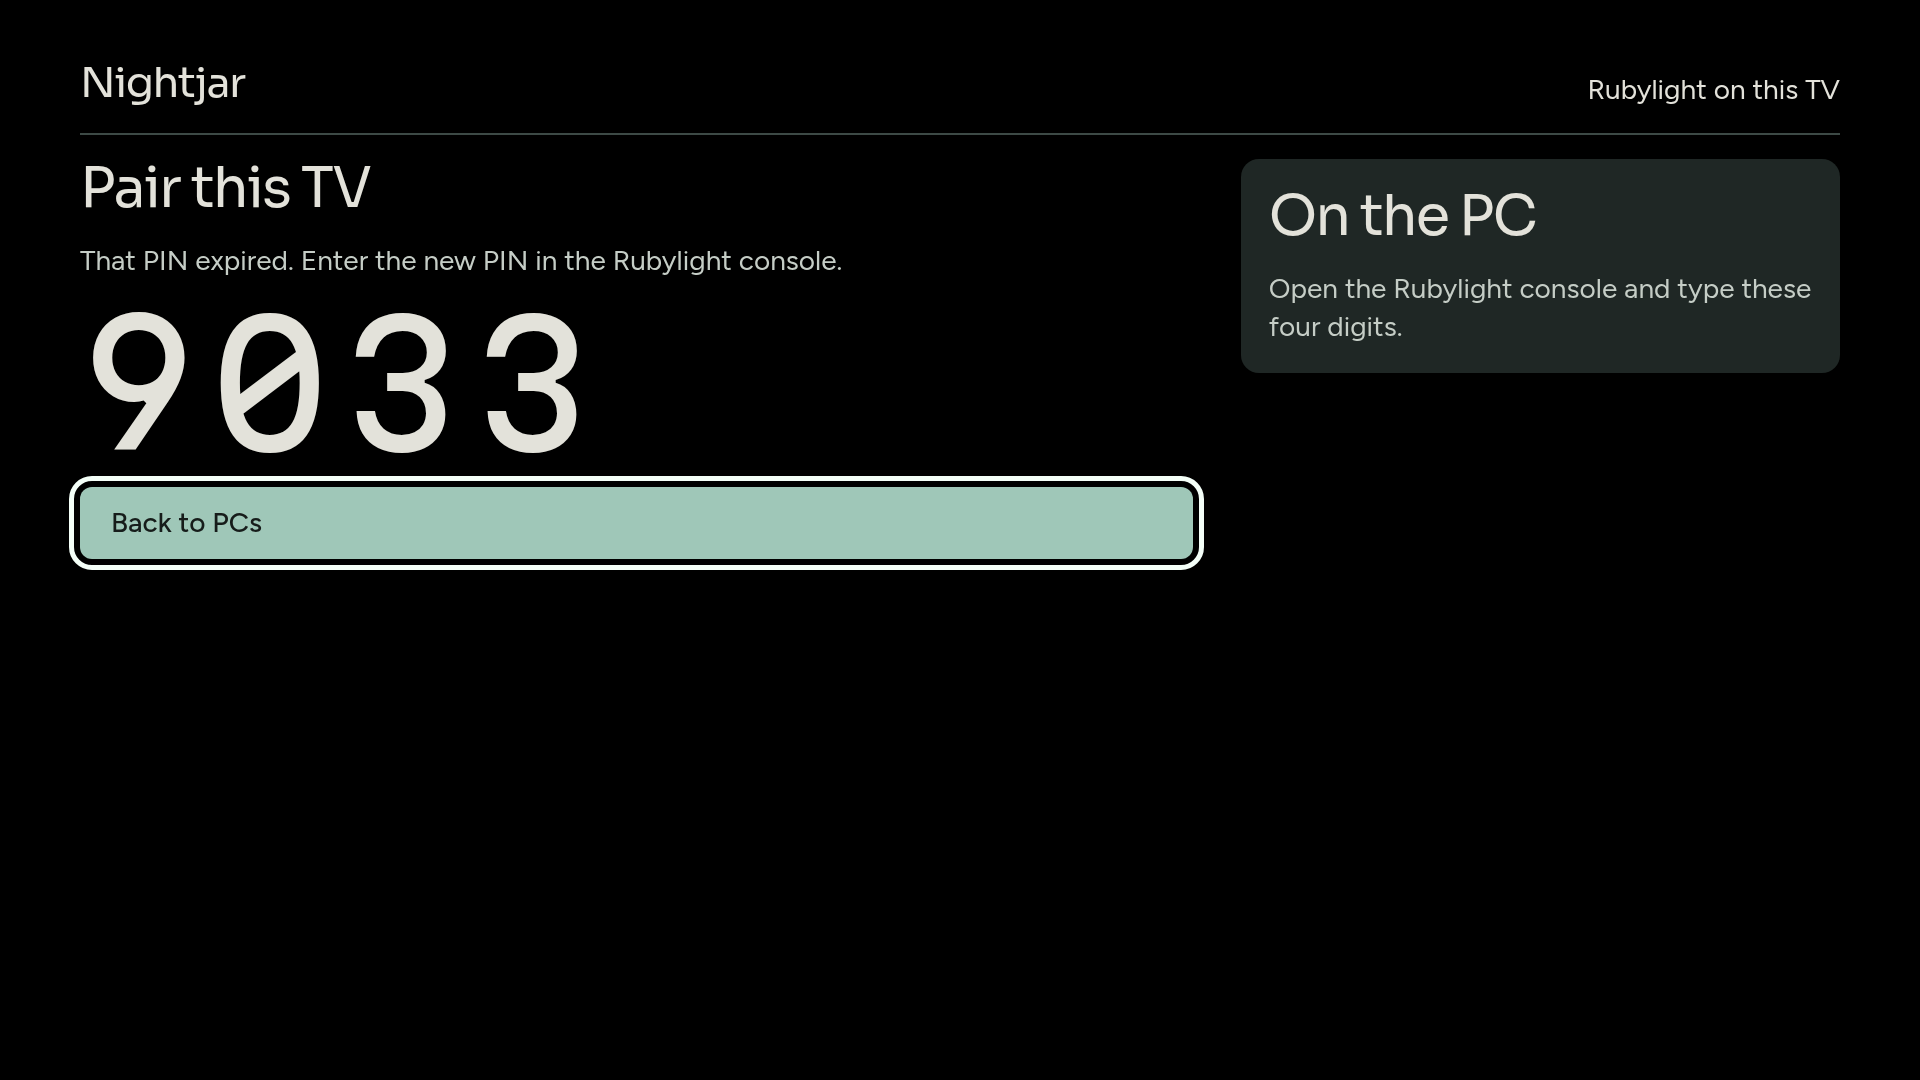 Nightjar
Rubylight on this TV
Pair this TV
That PIN expired. Enter the new PIN in the Rubylight console.
9033
Back to PCs
On the PC
Open the Rubylight console and type these
four digits.